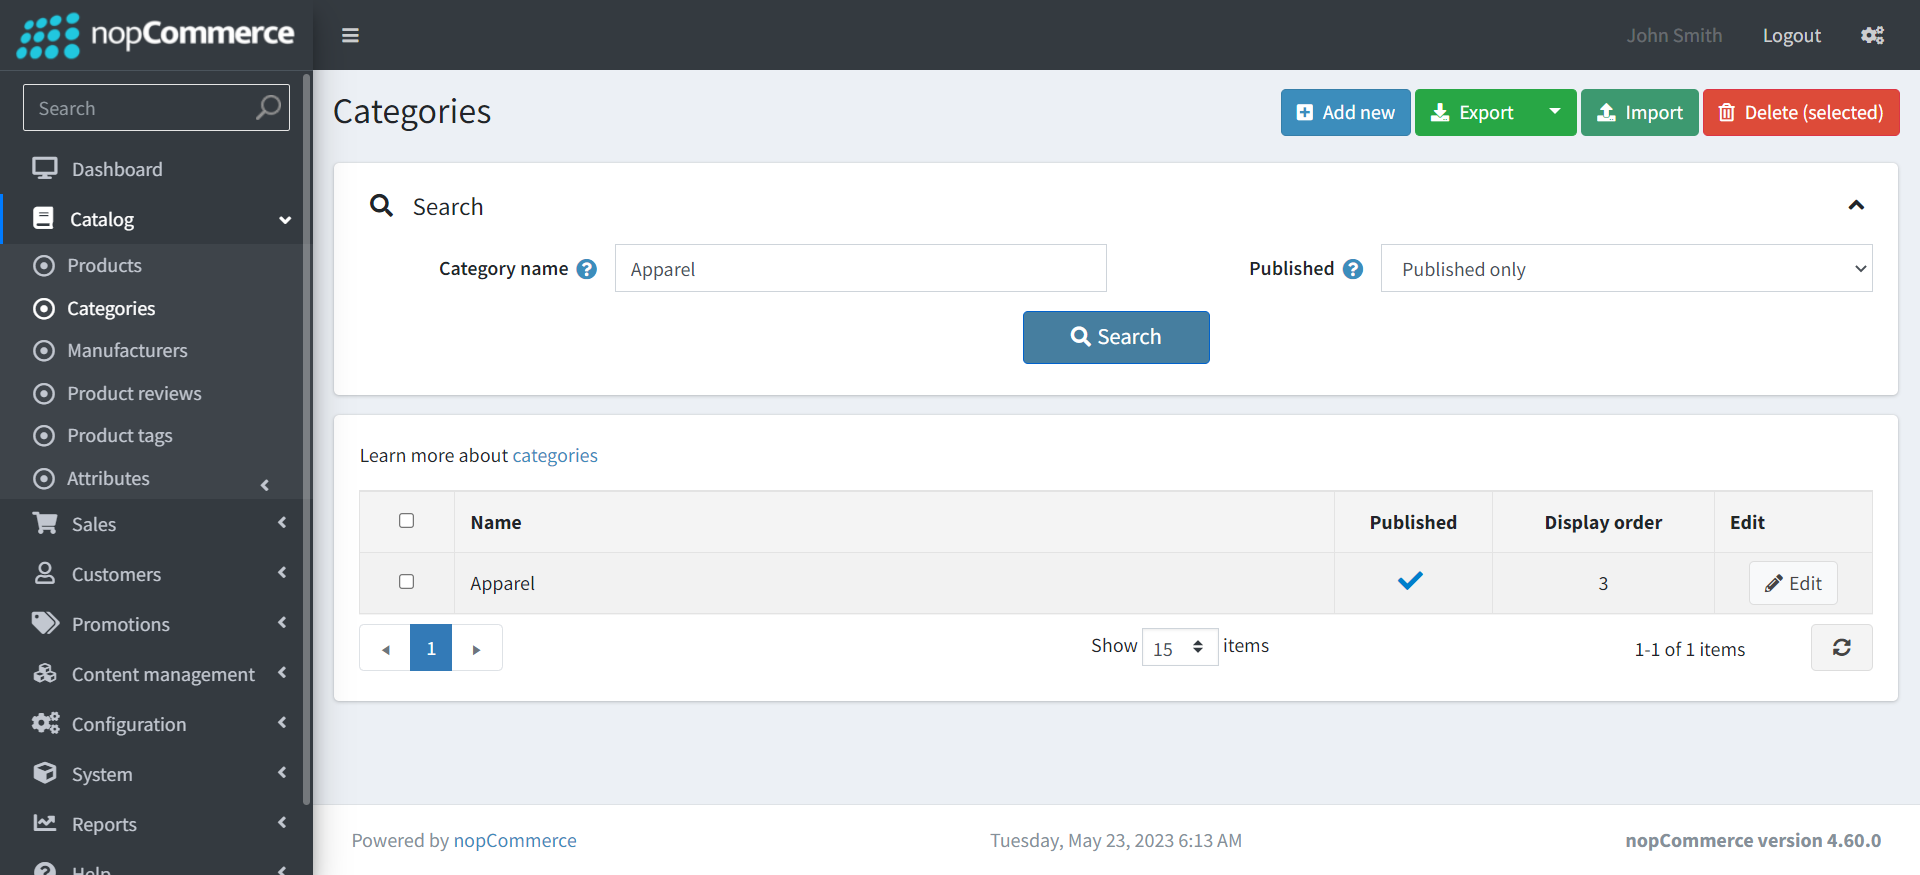 nopCommerce
John Smith
Logout
Search
Dashboard
Catalog
Products
Categories
Manufacturers
Product reviews
Product tags
Attributes
Sales
Customers
Promotions
Content management
Configuration
System
Reports
Help
Categories
Add new
Export
Import
Delete (selected)
Search
Category name ?
Apparel
Published ?
Published only
Search
Learn more about categories
Name Published Display order Edit
Apparel 3 Edit
1
Show 15 items
1-1 of 1 items
Powered by nopCommerce
Tuesday, May 23, 2023 6:13 AM
nopCommerce version 4.60.0